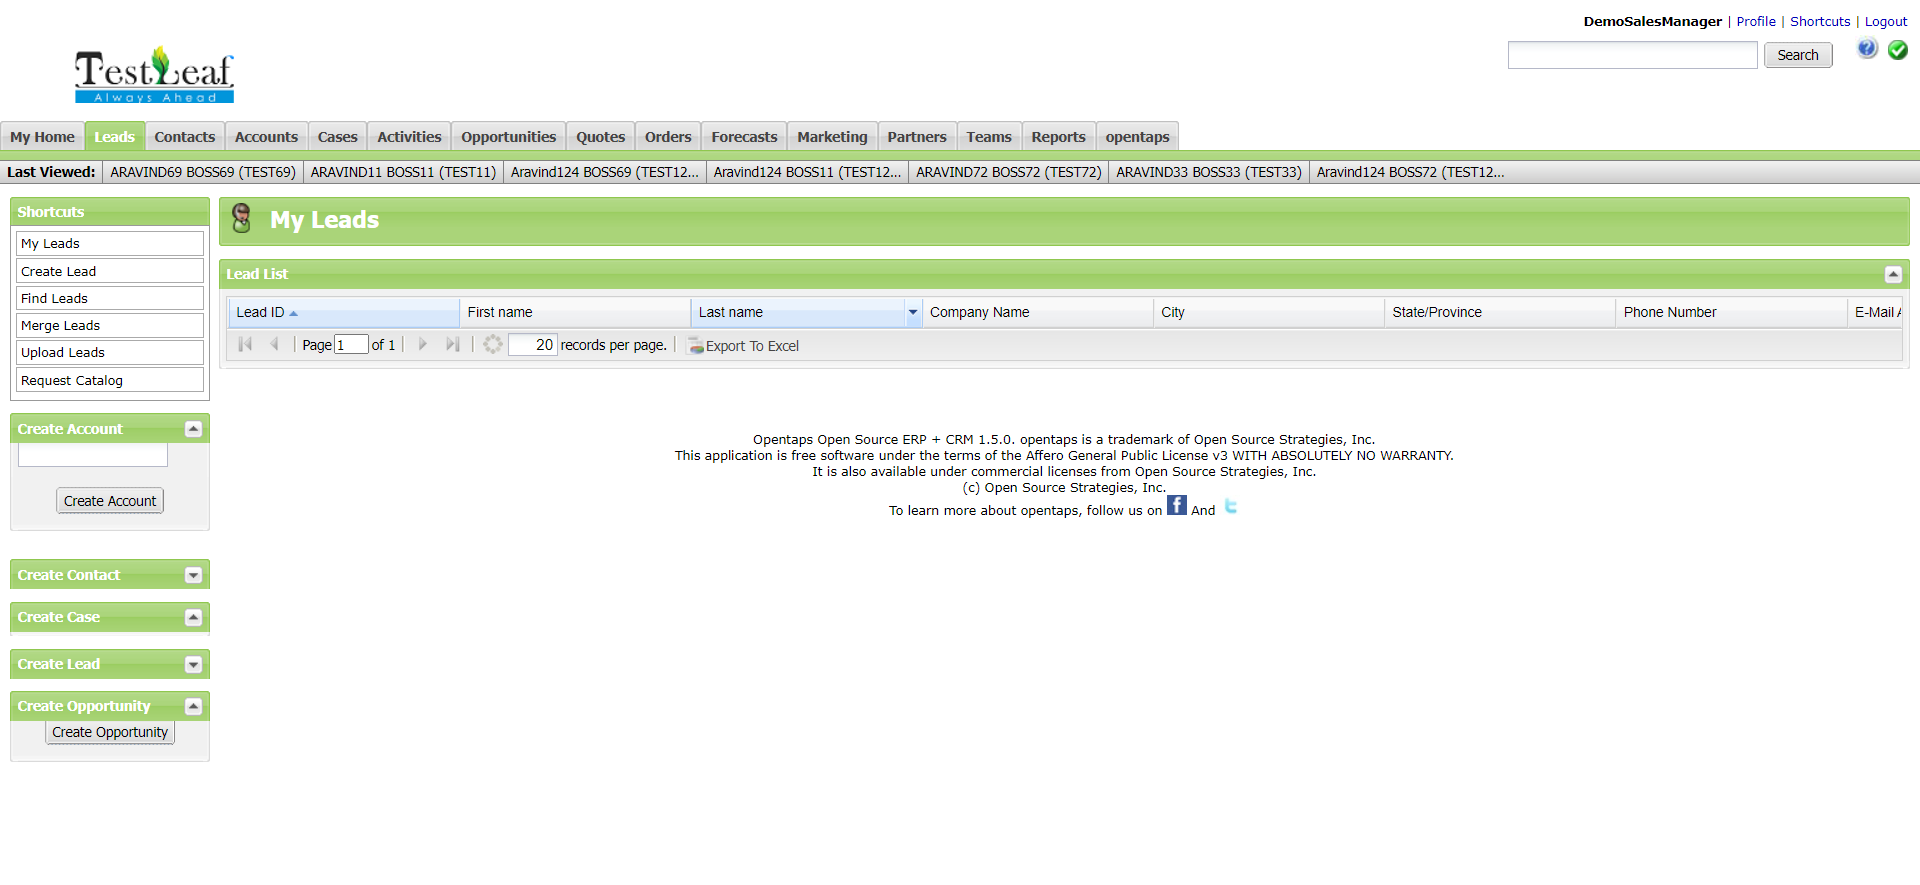 DemoSalesManager | Profile | Shortcuts | Logout
TestLeaf
Always Ahead
Search
My Home Leads Contacts Accounts Cases Activities Opportunities Quotes Orders Forecasts Marketing Partners Teams Reports opentaps
Last Viewed: ARAVIND69 BOSS69 (TEST69) ARAVIND11 BOSS11 (TEST11) Aravind124 BOSS69 (TEST12... Aravind124 BOSS11 (TEST12... ARAVIND72 BOSS72 (TEST72) ARAVIND33 BOSS33 (TEST33) Aravind124 BOSS72 (TEST12...
Shortcuts
My Leads
Create Lead
Find Leads
Merge Leads
Upload Leads
Request Catalog
Create Account
Create Account
Create Contact
Create Case
Create Lead
Create Opportunity
Create Opportunity
My Leads
Lead List
Lead ID First name Last name Company Name City State/Province Phone Number E-Mail A
Page 1 of 1 20 records per page. Export To Excel
Opentaps Open Source ERP + CRM 1.5.0. opentaps is a trademark of Open Source Strategies, Inc.
This application is free software under the terms of the Affero General Public License v3 WITH ABSOLUTELY NO WARRANTY.
It is also available under commercial licenses from Open Source Strategies, Inc.
(c) Open Source Strategies, Inc.
To learn more about opentaps, follow us on f And t